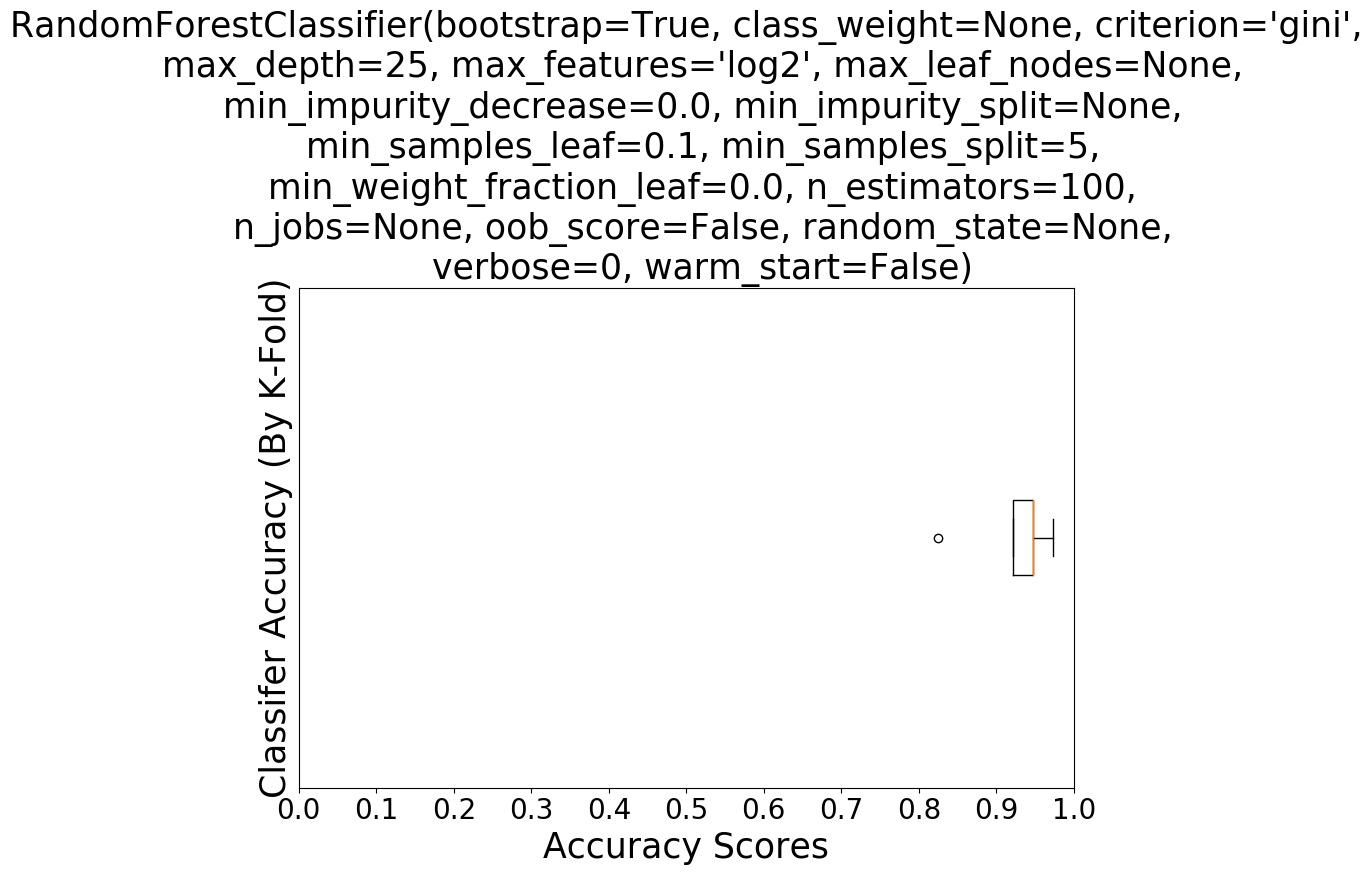 RandomForestClassifier(bootstrap=True, class_weight=None, criterion='gini',
max_depth=25, max_features='log2', max_leaf_nodes=None,
min_impurity_decrease=0.0, min_impurity_split=None,
min_samples_leaf=0.1, min_samples_split=5,
min_weight_fraction_leaf=0.0, n_estimators=100,
n_jobs=None, oob_score=False, random_state=None,
verbose=0, warm_start=False)
Classifer Accuracy (By K-Fold)
0.0 0.1 0.2 0.3 0.4 0.5 0.6 0.7 0.8 0.9 1.0
Accuracy Scores